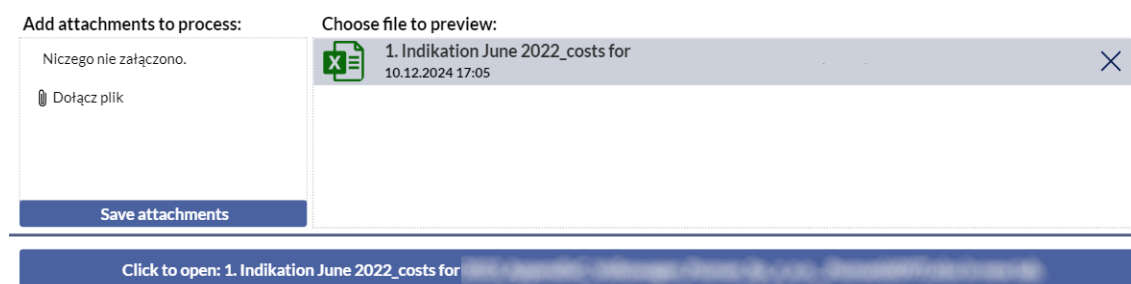 Add attachments to process:
Niczego nie załączono.
Dołącz plik
Save attachments
Choose file to preview:
1. Indikation June 2022_costs for
10.12.2024 17:05
Click to open: 1. Indikation June 2022_costs for